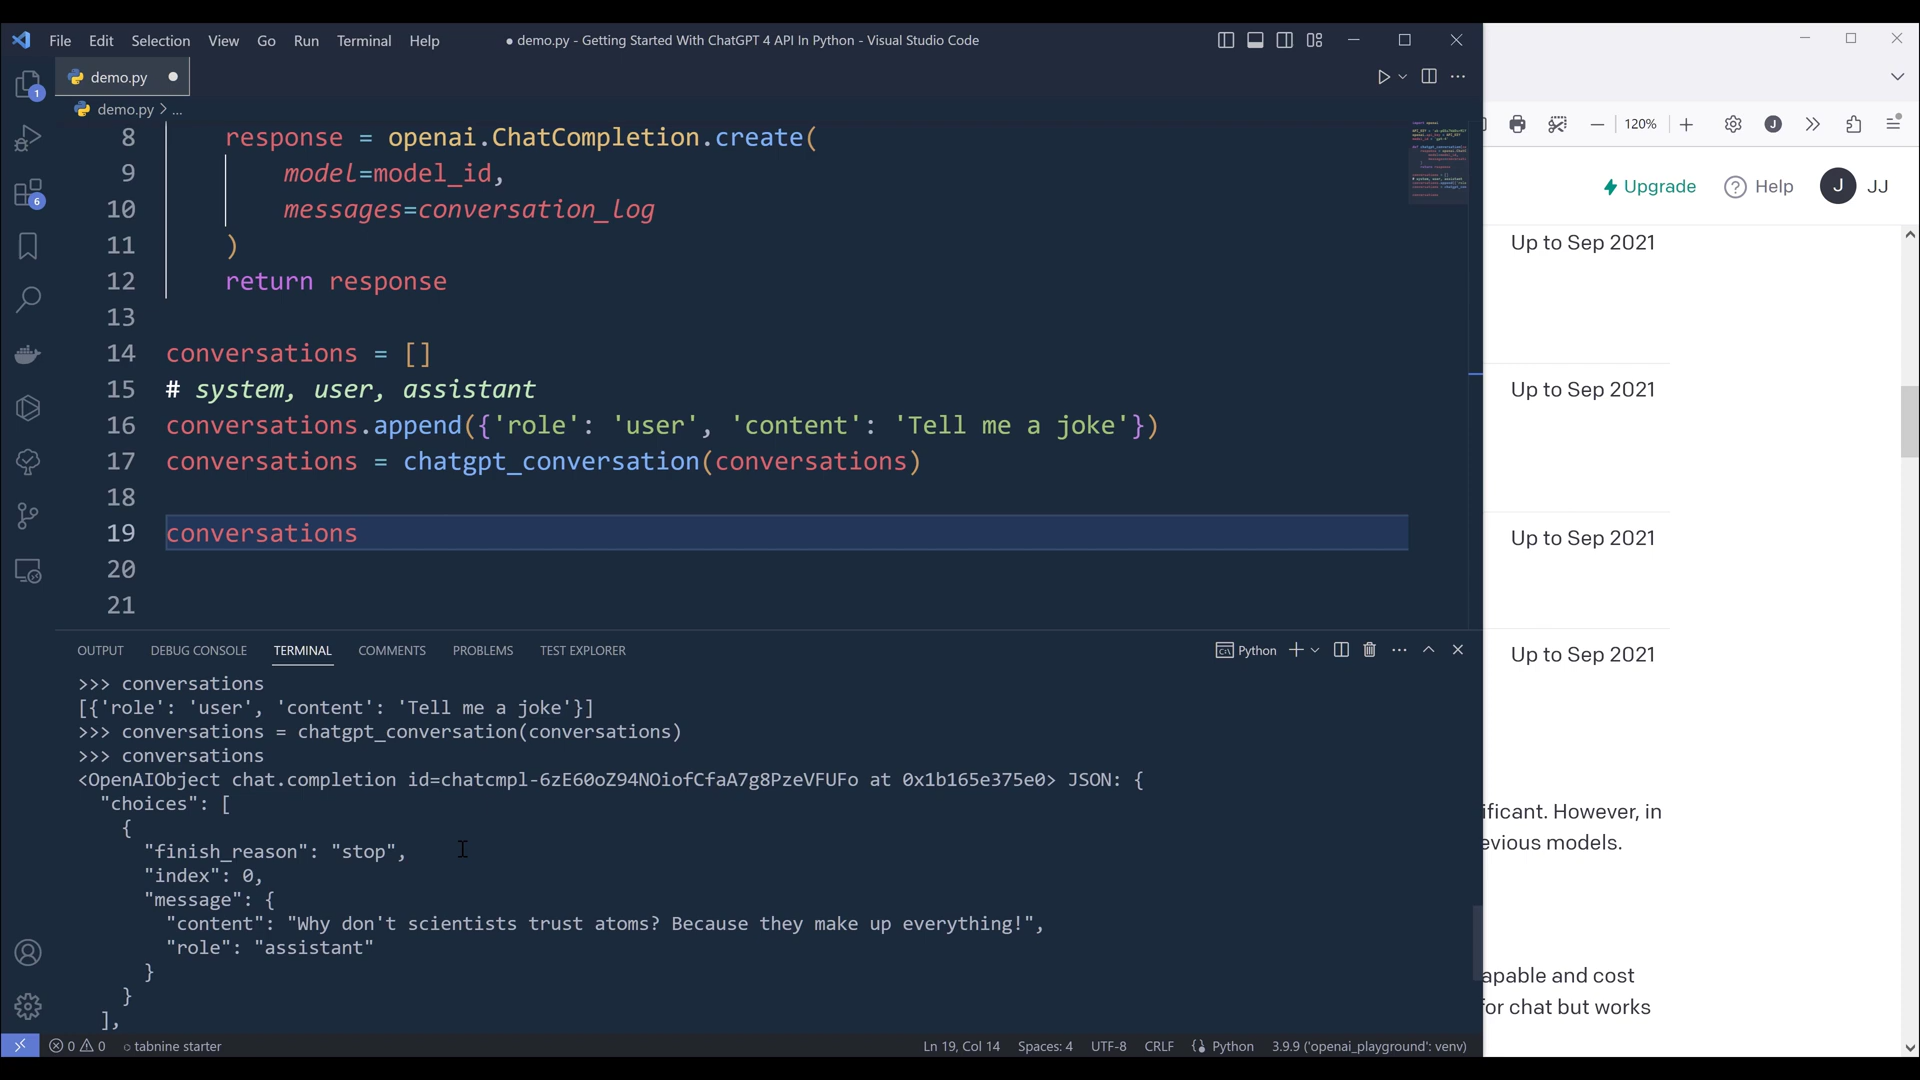 File Edit Selection View Go Run Terminal Help
● demo.py - Getting Started With ChatGPT 4 API In Python - Visual Studio Code
demo.py
demo.py > ...
8 response = openai.ChatCompletion.create(
9 model=model_id,
10 messages=conversation_log
11 )
12 return response
13
14 conversations = []
15 # system, user, assistant
16 conversations.append({'role': 'user', 'content': 'Tell me a joke'})
17 conversations = chatgpt_conversation(conversations)
18
19 conversations
20
21
1
6
OUTPUT DEBUG CONSOLE TERMINAL COMMENTS PROBLEMS TEST EXPLORER
Python
>>> conversations
[{'role': 'user', 'content': 'Tell me a joke'}]
>>> conversations = chatgpt_conversation(conversations)
>>> conversations
<OpenAIObject chat.completion id=chatcmpl-6zE60oZ94NOiofCfaA7g8PzeVFUFo at 0x1b165e375e0> JSON: {
"choices": [
{
"finish_reason": "stop",
"index": 0,
"message": {
"content": "Why don't scientists trust atoms? Because they make up everything!",
"role": "assistant"
}
}
],
0 0 tabnine starter
Ln 19, Col 14 Spaces: 4 UTF-8 CRLF Python 3.9.9 ('openai_playground': venv)
120%
J
Upgrade Help J JJ
Up to Sep 2021
Up to Sep 2021
Up to Sep 2021
Up to Sep 2021
ificant. However, in
evious models.
apable and cost
for chat but works